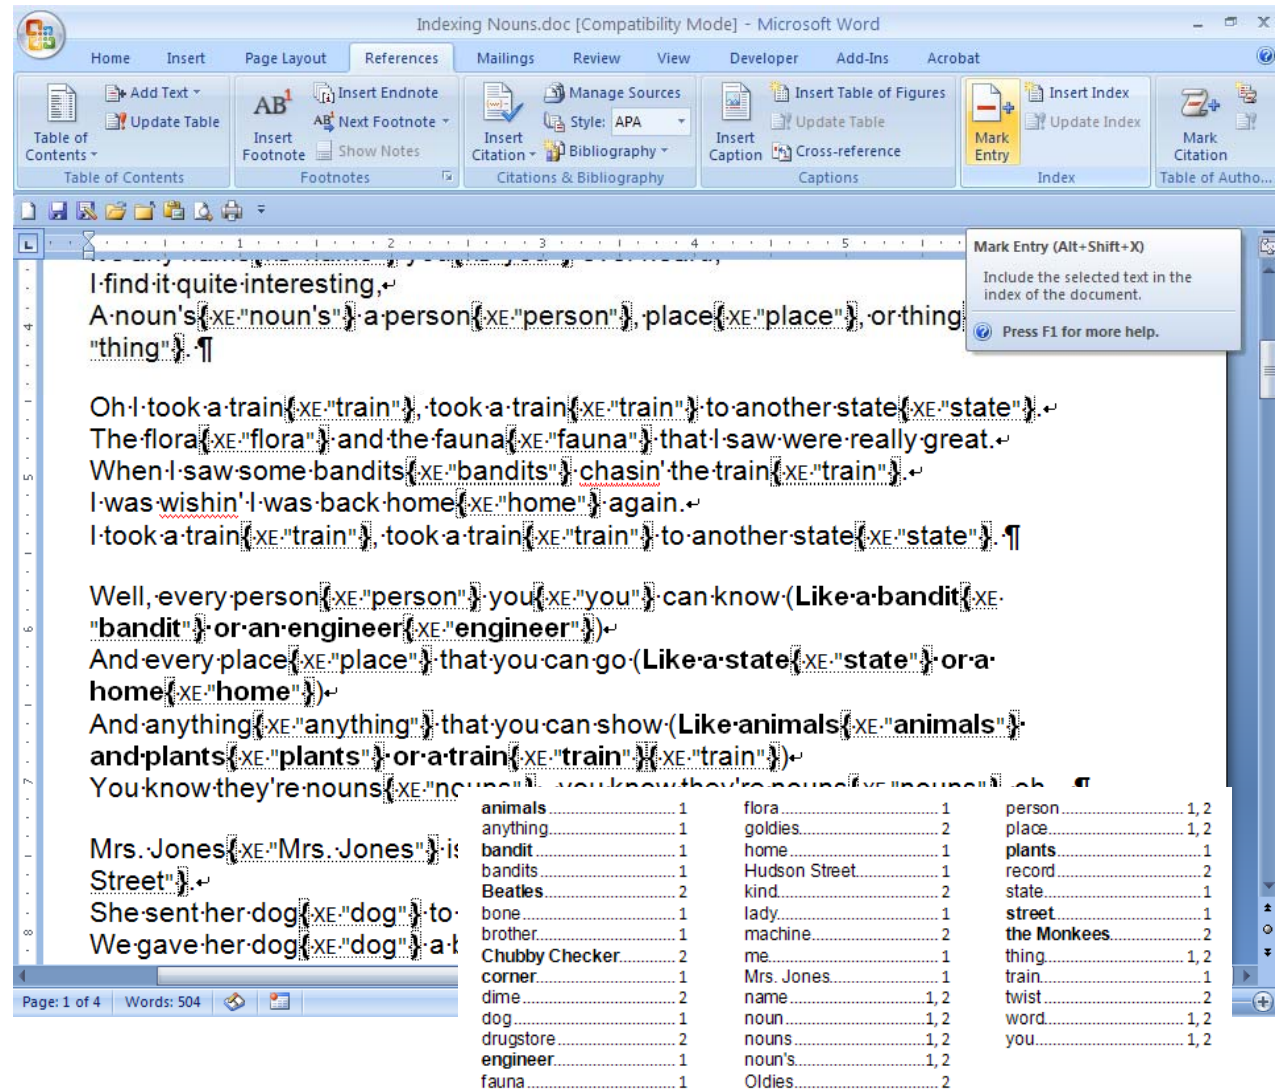 Indexing Nouns.doc [Compatibility Mode] - Microsoft Word
Home Insert Page Layout References Mailings Review View Developer Add-Ins Acrobat
Table of Contents
Add Text
Update Table
Table of Contents
AB1 Insert Footnote
Insert Endnote
AB1 Next Footnote
Show Notes
Footnotes
Insert Citation
Manage Sources
Style: APA
Bibliography
Citations & Bibliography
Insert Caption
Insert Table of Figures
Update Table
Cross-reference
Captions
Mark Entry
Insert Index
Update Index
Index
Mark Citation
Table of Autho...
L 1 2 3 4 5
Mark Entry (Alt+Shift+X)
Include the selected text in the
index of the document.
Press F1 for more help.
I·find·it·quite·interesting,↵
A·noun's{·XE·"noun's"·}·a·person{·XE·"person"·},·place{·XE·"place"·},·or·thing
"thing"·}.·¶
Oh·I·took·a·train{·XE·"train"·},·took·a·train{·XE·"train"·}·to·another·state{·XE·"state"·}.↵
The·flora{·XE·"flora"·}·and·the·fauna{·XE·"fauna"·}·that·I·saw·were·really·great.↵
When·I·saw·some·bandits{·XE·"bandits"·}·chasin'·the·train{·XE·"train"·}.↵
I·was·wishin'·I·was·back·home{·XE·"home"·}·again.↵
I·took·a·train{·XE·"train"·},·took·a·train{·XE·"train"·}·to·another·state{·XE·"state"·}.·¶
Well,·every·person{·XE·"person"·}·you{·XE·"you"·}·can·know·(Like·a·bandit{·XE·
"bandit"·}·or·an·engineer{·XE·"engineer"·})↵
And·every·place{·XE·"place"·}·that·you·can·go·(Like·a·state{·XE·"state"·}·or·a·
home{·XE·"home"·})↵
And·anything{·XE·"anything"·}·that·you·can·show·(Like·animals{·XE·"animals"·}·
and·plants{·XE·"plants"·}·or·a·train{·XE·"train"·}{·XE·"train"·})↵
You·know·they're·nouns{·XE·"nouns"·}·you·know·they're·nouns{·XE·"nouns"·}·oh
Mrs.·Jones{·XE·"Mrs.·Jones"·}·is
Street"·}.↵
She·sent·her·dog{·XE·"dog"·}·to·
We·gave·her·dog{·XE·"dog"·}·a·b
Page: 1 of 4 Words: 504
animals 1
anything 1
bandit 1
bandits 1
Beatles 2
bone 1
brother 1
Chubby Checker 2
corner 1
dime 2
dog 1
drugstore 2
engineer 1
fauna 1
flora 1
goldies 2
home 1
Hudson Street 1
kind 2
lady 1
machine 2
me 1
Mrs. Jones 1
name 1, 2
noun 1, 2
nouns 1, 2
noun's 1, 2
Oldies 2
person 1, 2
place 1, 2
plants 1
record 2
state 1
street 1
the Monkees 2
thing 1, 2
train 1
twist 2
word 1, 2
you 1, 2